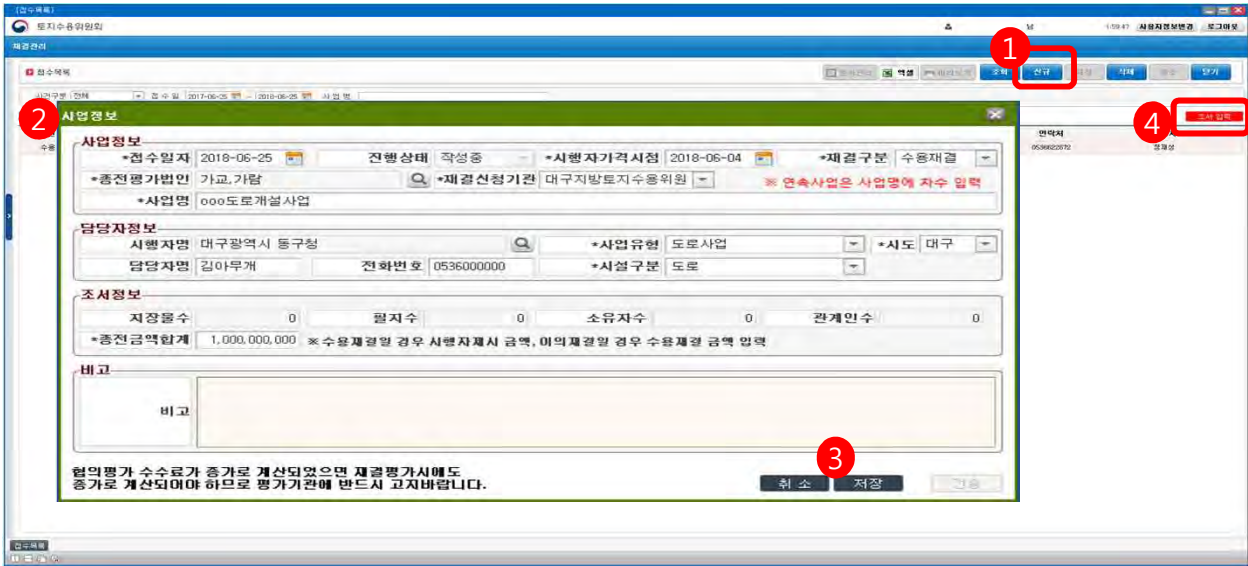 [접수목록]
토지수용위원회
님
사용자정보변경 로그아웃
재결관리
1
접수목록
엑셀 조회 신규 삭제 닫기
사건구분 전체 접 수 일 2017-06-25 ~ 2018-06-25 사 업 명
2 사업정보
4 조서 입력
연락처
0536622872
사업정보
*접수일자 2018-06-25 진행상태 작성중 *시행자가격시점 2018-06-04 *재결구분 수용재결
*종전평가법인 가교,가람 *재결신청기관 대구지방토지수용위원 ※ 연속사업은 사업명에 차수 입력
*사업명 ooo도로개설사업
담당자정보
시행자명 대구광역시 동구청 *사업유형 도로사업 *시도 대구
담당자명 김아무개 전화번호 0536000000 *시설구분 도로
조서정보
지장물수 0 필지수 0 소유자수 0 관계인수 0
*종전금액합계 1,000,000,000 ※수용재결일 경우 시행자제시 금액, 이의재결일 경우 수용재결 금액 입력
비고
비고
협의평가 수수료가 종가로 계산되었으면 재결평가시에도
종가로 계산되어야 하므로 평가기관에 반드시 고지바랍니다.
3
취 소 저장
접수목록